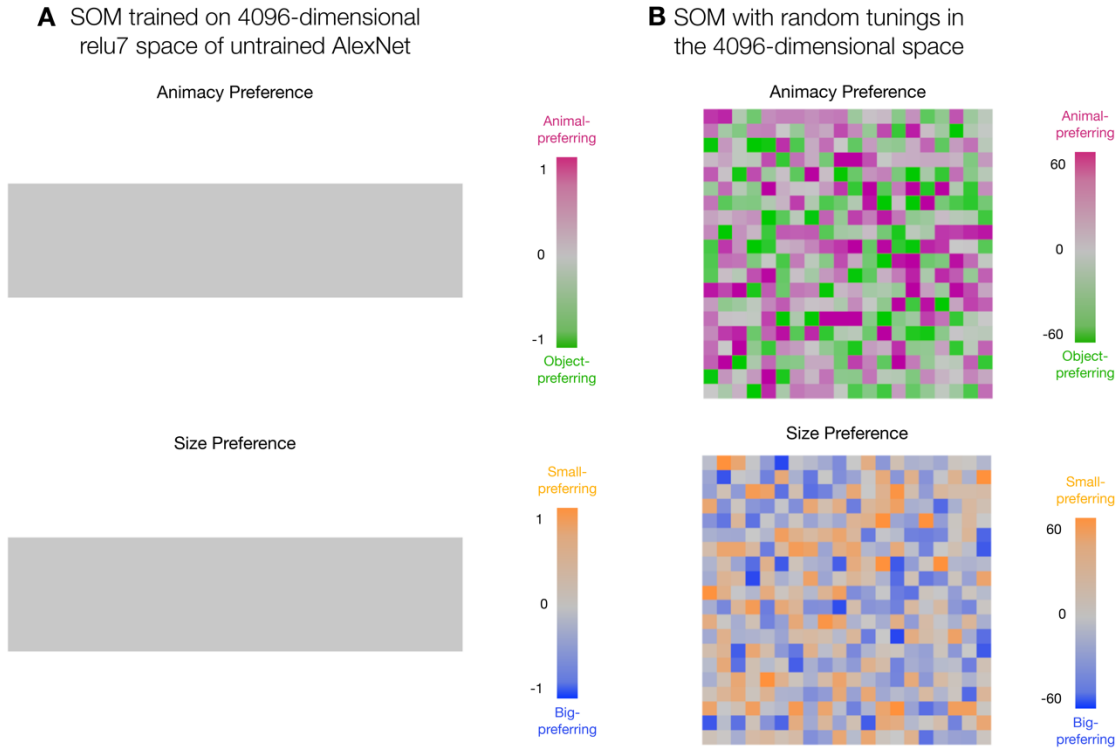 A SOM trained on 4096-dimensional
relu7 space of untrained AlexNet
Animacy Preference
Animal-
preferring
1
0
-1
Object-
preferring
Size Preference
Small-
preferring
1
0
-1
Big-
preferring
B SOM with random tunings in
the 4096-dimensional space
Animacy Preference
Animal-
preferring
60
0
-60
Object-
preferring
Size Preference
Small-
preferring
60
0
-60
Big-
preferring